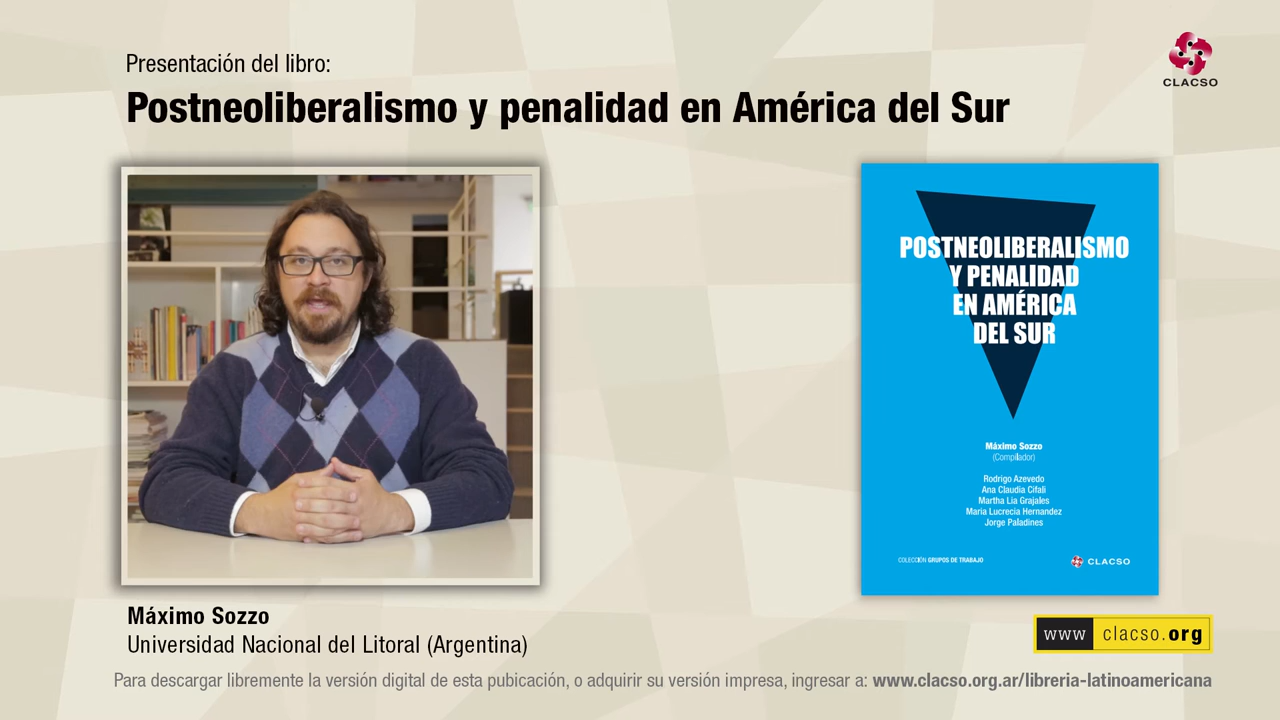 Presentación del libro:
Postneoliberalismo y penalidad en América del Sur
CLACSO
POSTNEOLIBERALISMO
Y PENALIDAD
EN AMÉRICA
DEL SUR
Máximo Sozzo
(Compilador)
Rodrigo Azevedo
Ana Claudia Cifali
Martha Lia Grajales
Maria Lucrecia Hernandez
Jorge Paladines
COLECCIÓN GRUPOS DE TRABAJO
CLACSO
Máximo Sozzo
Universidad Nacional del Litoral (Argentina)
www clacso.org
Para descargar libremente la versión digital de esta pubicación, o adquirir su versión impresa, ingresar a: www.clacso.org.ar/libreria-latinoamericana